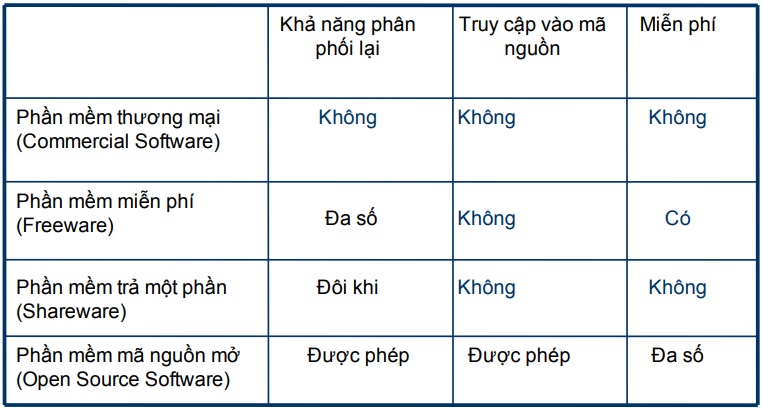 Khả năng phân phối lại
Truy cập vào mã nguồn
Miễn phí
Phần mềm thương mại
(Commercial Software)
Không
Không
Không
Phần mềm miễn phí
(Freeware)
Đa số
Không
Có
Phần mềm trả một phần
(Shareware)
Đôi khi
Không
Không
Phần mềm mã nguồn mở
(Open Source Software)
Được phép
Được phép
Đa số